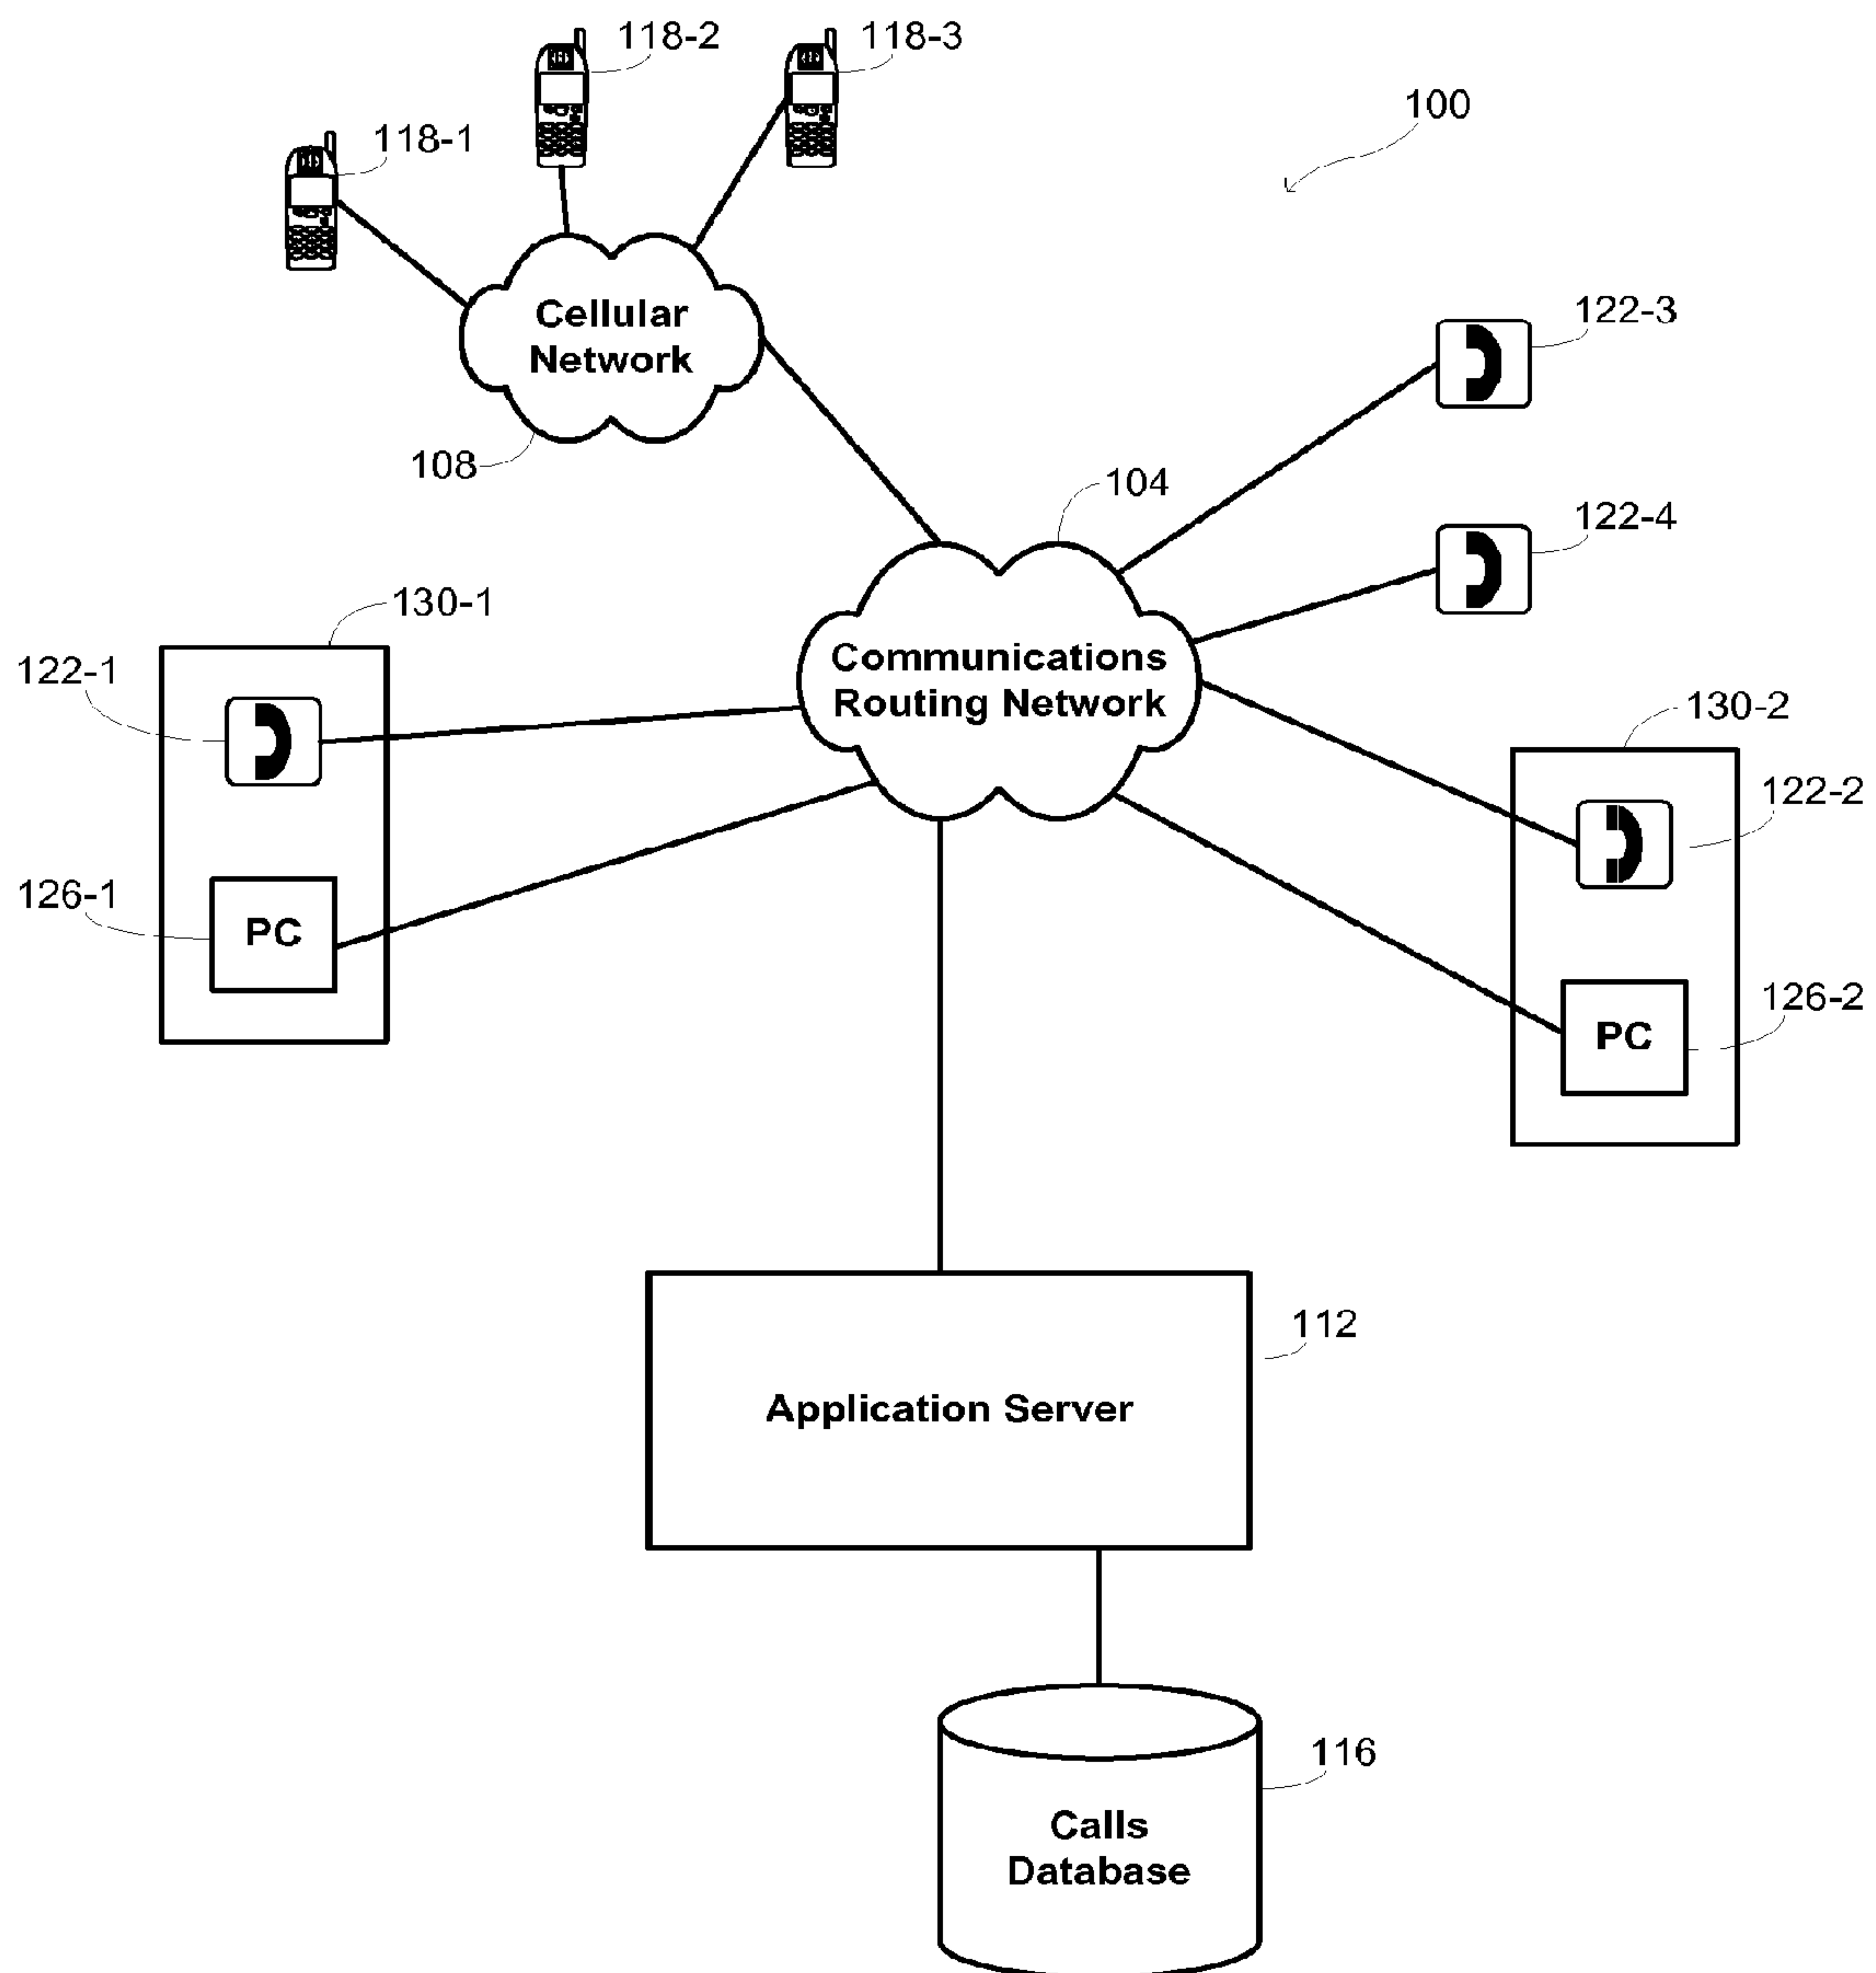 118-2
118-3
100
118-1
Cellular
Network
122-3
108
104
122-4
130-1
Communications
Routing Network
122-1
130-2
122-2
126-1
PC
126-2
PC
112
Application Server
116
Calls
Database